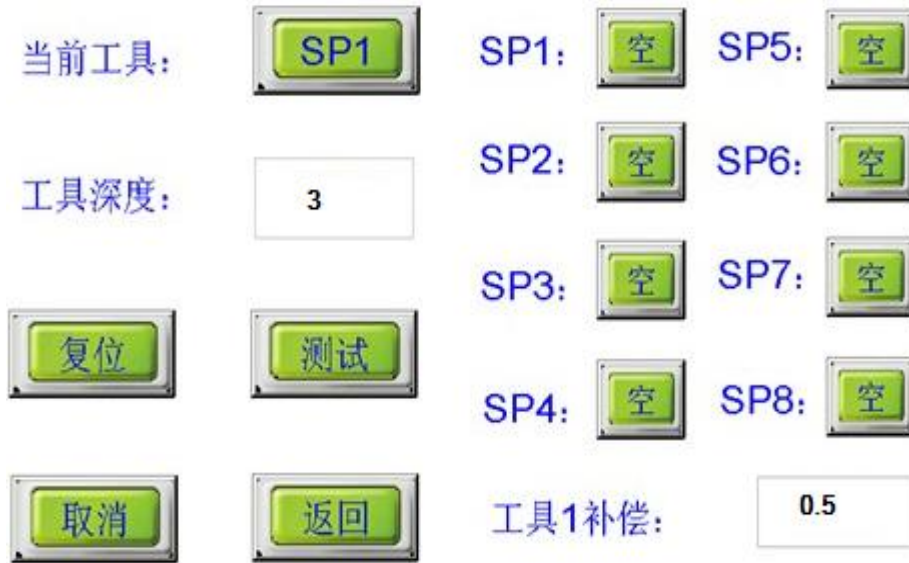 当前工具： SP1 SP1： 空 SP5： 空
SP2： 空 SP6： 空
工具深度： 3
SP3： 空 SP7： 空
复位 测试
SP4： 空 SP8： 空
取消 返回 工具1补偿： 0.5